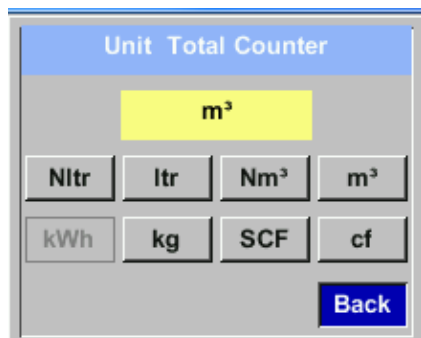 Unit Total Counter
m³
Nltr ltr Nm³ m³
kWh kg SCF cf
Back